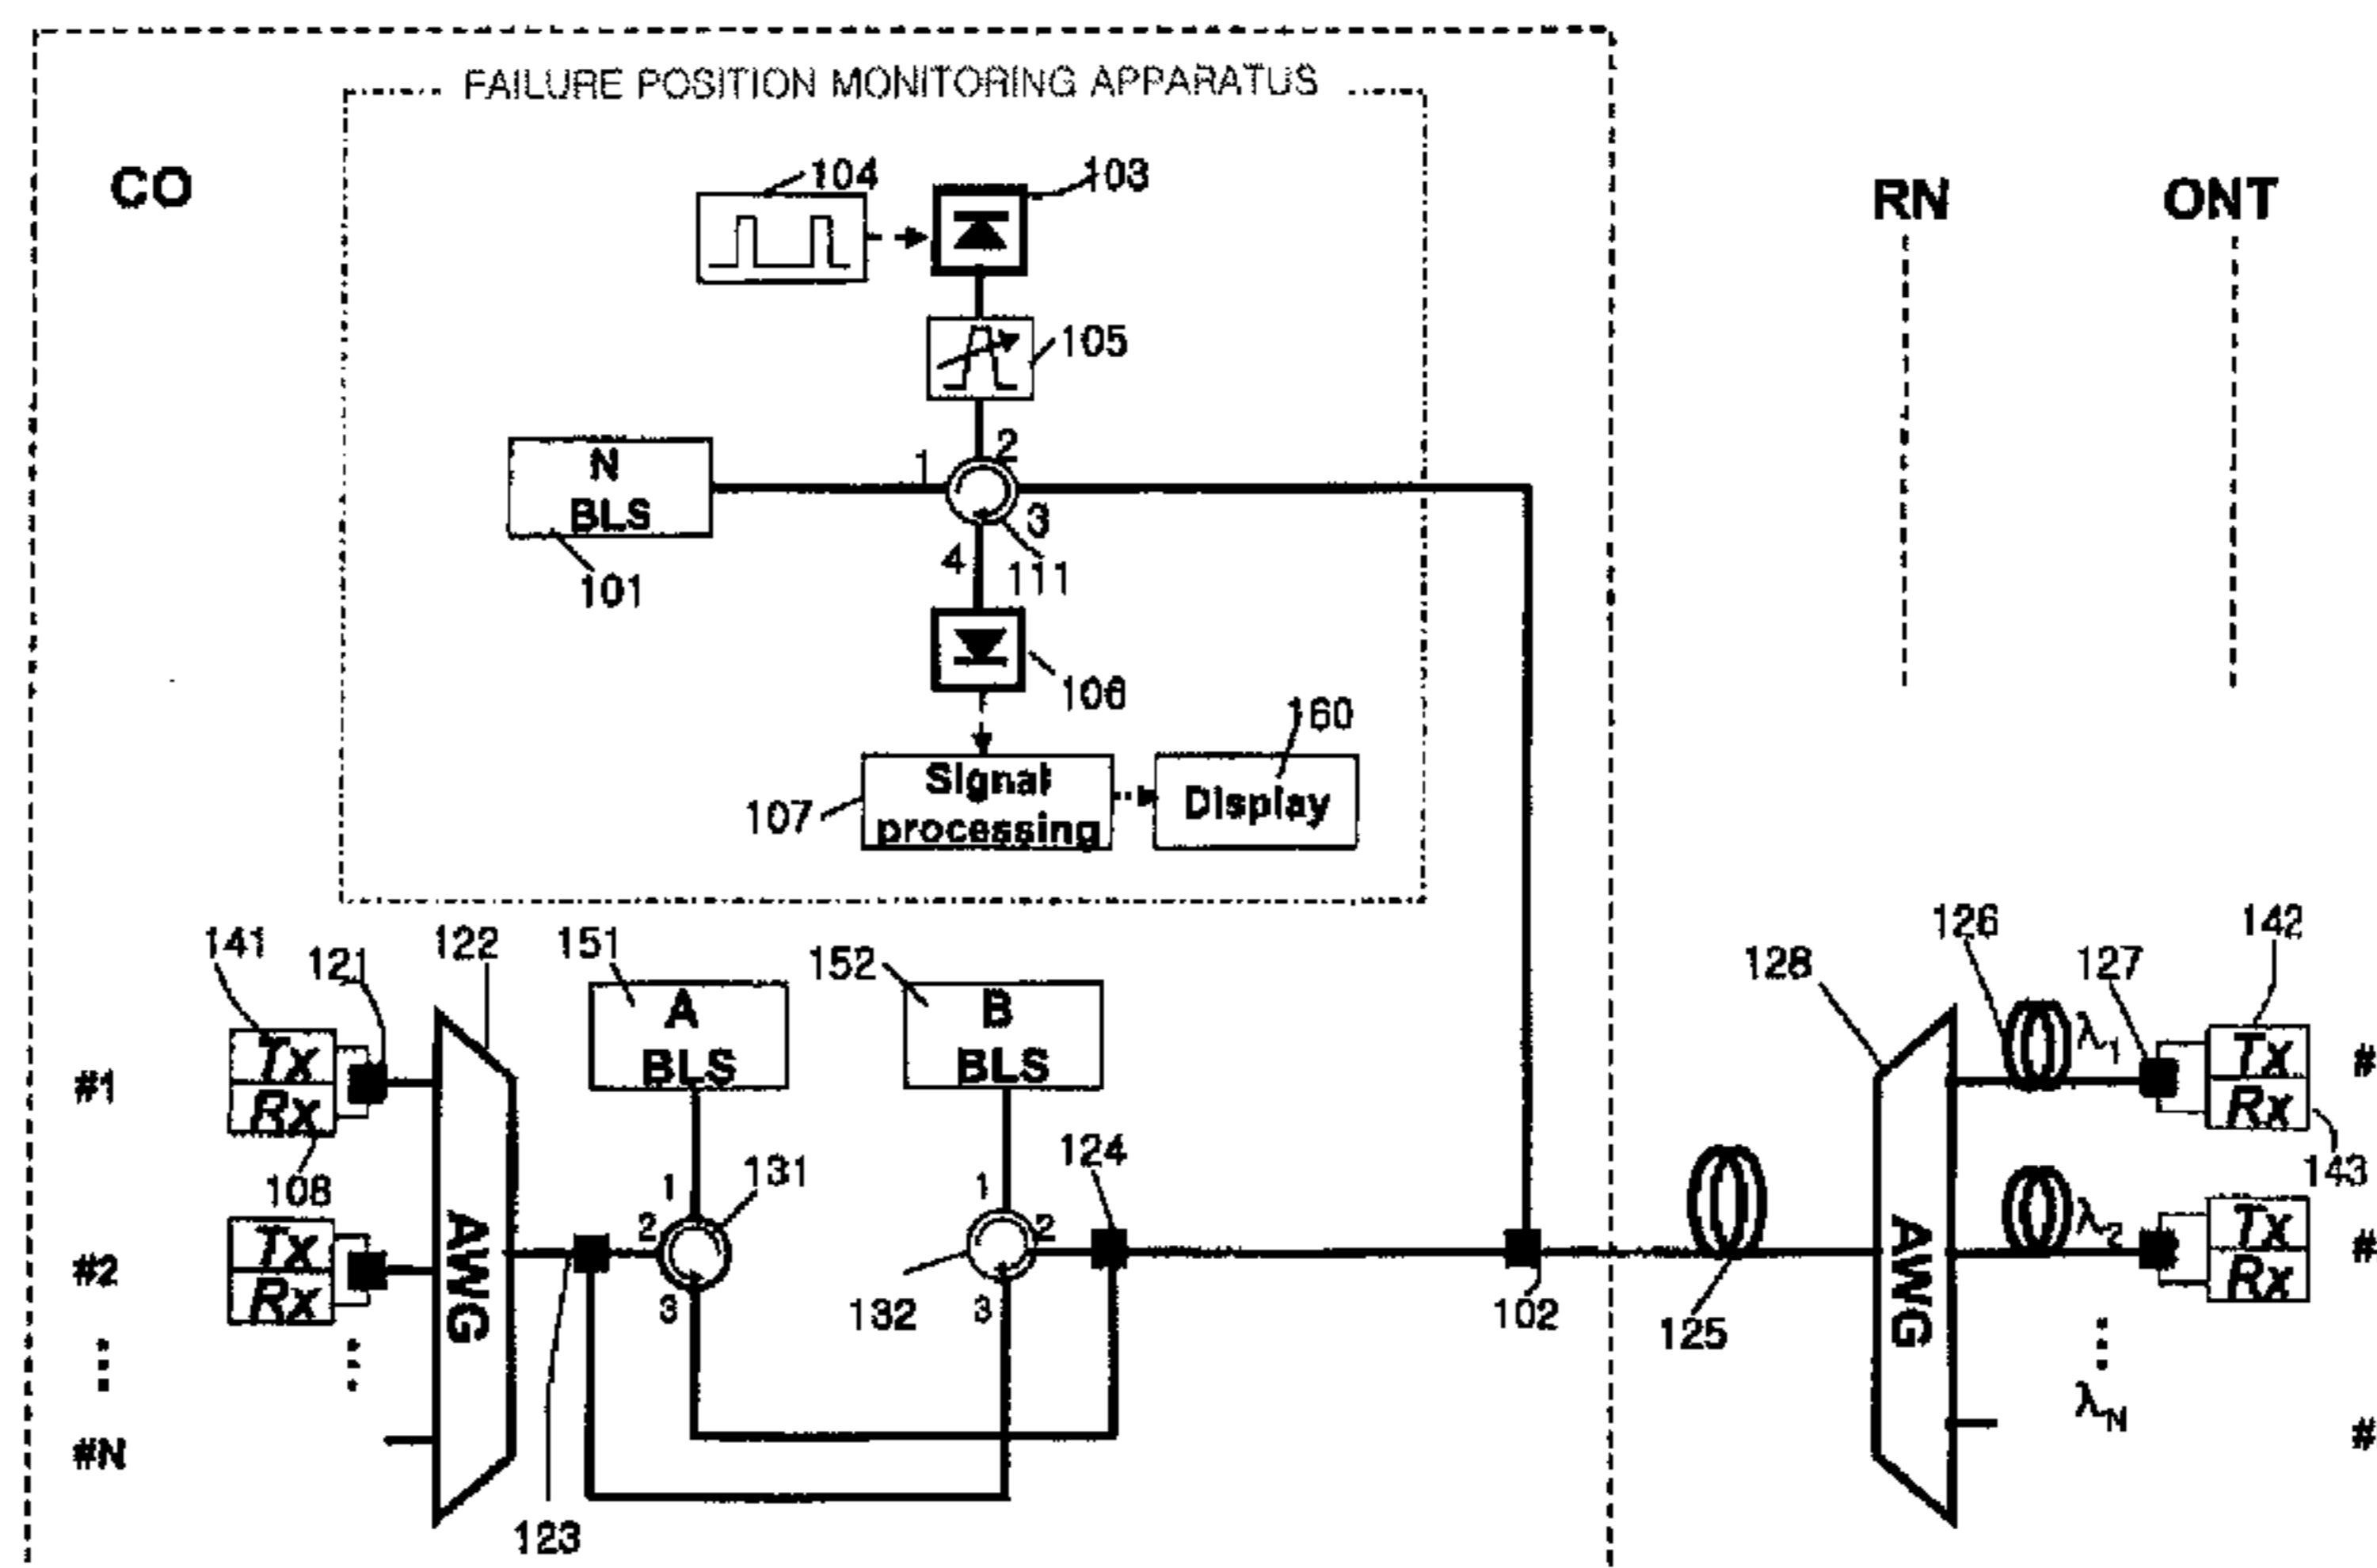 FAILURE POSITION MONITORING APPARATUS
CO
RN
ONT
104
103
105
N
BLS
101
1
2
3
4
111
106
107
Signal
processing
160
Display
141
121
122
151
152
A
BLS
B
BLS
128
126
127
142
λ1
#1
Tx
Rx
108
131
124
Tx
Rx
#
143
#2
Tx
Rx
AWG
1
2
3
132
1
2
3
102
125
AWG
λ2
Tx
Rx
#
λN
#N
#
123